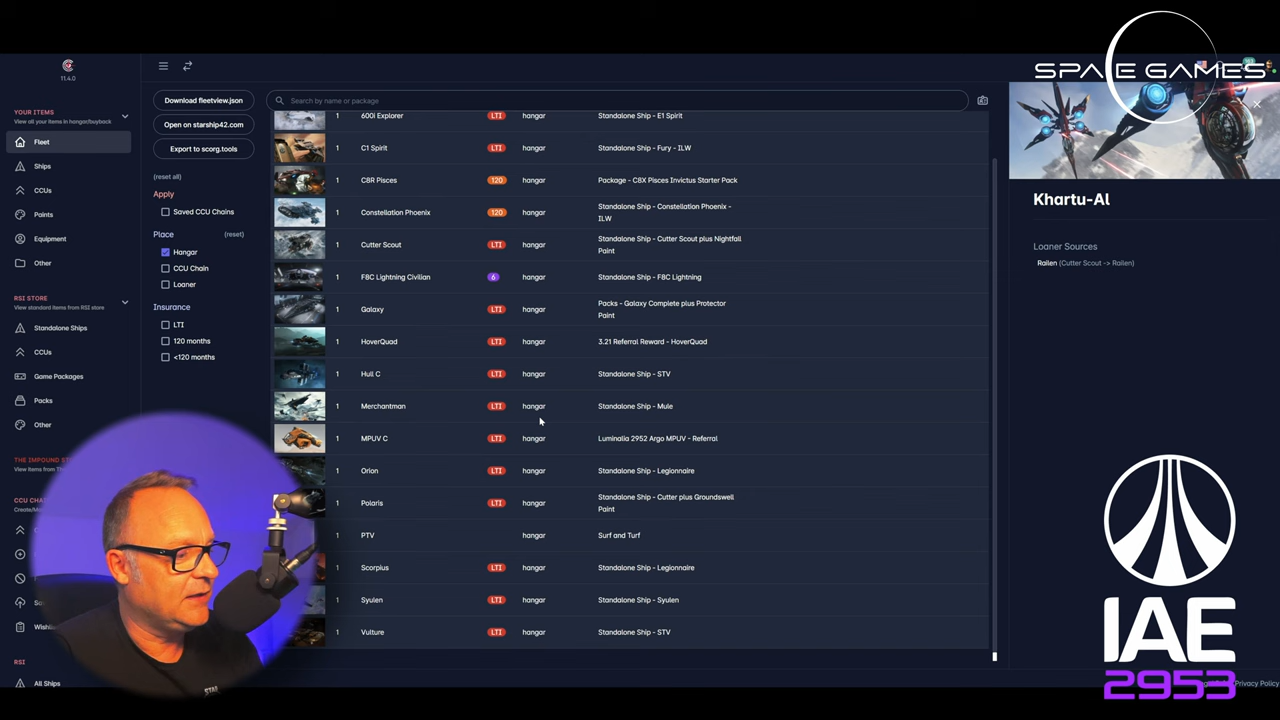 SPACE GAMES
11.4.0
YOUR ITEMS
View all your items in hangar/buyback
Fleet
Ships
CCUs
Paints
Equipment
Other
RSI STORE
View standard items from RSI store
Standalone Ships
CCUs
Game Packages
Packs
Other
THE IMPOUND
View items from
RSI
All Ships
Download fleetview.json
Open on starship42.com
Export to scorg.tools
(reset all)
Apply
Saved CCU Chains
Place (reset)
Hangar
CCU Chain
Loaner
Insurance
LTI
120 months
<120 months
Search by name or package
1 600i Explorer LTI hangar Standalone Ship - E1 Spirit
1 C1 Spirit LTI hangar Standalone Ship - Fury - ILW
1 C8R Pisces 120 hangar Package - C8X Pisces Invictus Starter Pack
1 Constellation Phoenix 120 hangar Standalone Ship - Constellation Phoenix -
ILW
1 Cutter Scout LTI hangar Standalone Ship - Cutter Scout plus Nightfall
Paint
1 F8C Lightning Civilian 6 hangar Standalone Ship - F8C Lightning
1 Galaxy LTI hangar Packs - Galaxy Complete plus Protector
Paint
1 HoverQuad LTI hangar 3.21 Referral Reward - HoverQuad
1 Hull C LTI hangar Standalone Ship - STV
1 Merchantman LTI hangar Standalone Ship - Mule
1 MPUV C LTI hangar Luminalia 2952 Argo MPUV - Referral
1 Orion LTI hangar Standalone Ship - Legionnaire
1 Polaris LTI hangar Standalone Ship - Cutter plus Groundswell
Paint
1 PTV hangar Surf and Turf
1 Scorpius LTI hangar Standalone Ship - Legionnaire
1 Syulen LTI hangar Standalone Ship - Syulen
1 Vulture LTI hangar Standalone Ship - STV
Khartu-Al
Loaner Sources
Railen (Cutter Scout -> Railen)
IAE
2953
Privacy Policy